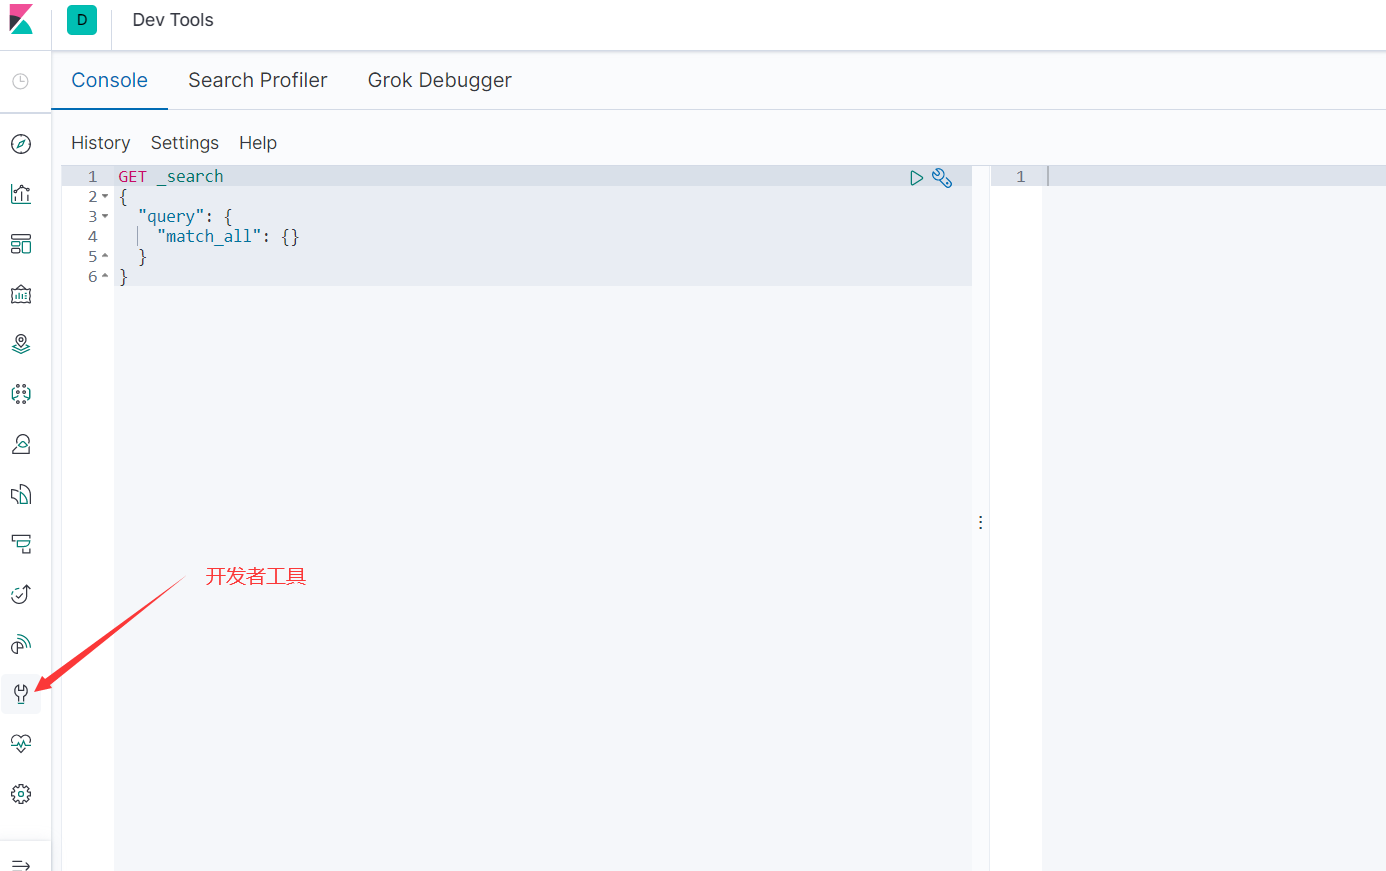 D Dev Tools
Console Search Profiler Grok Debugger
History Settings Help
1 GET _search 1
2 {
3 "query": {
4 "match_all": {}
5 }
6 }
开发者工具